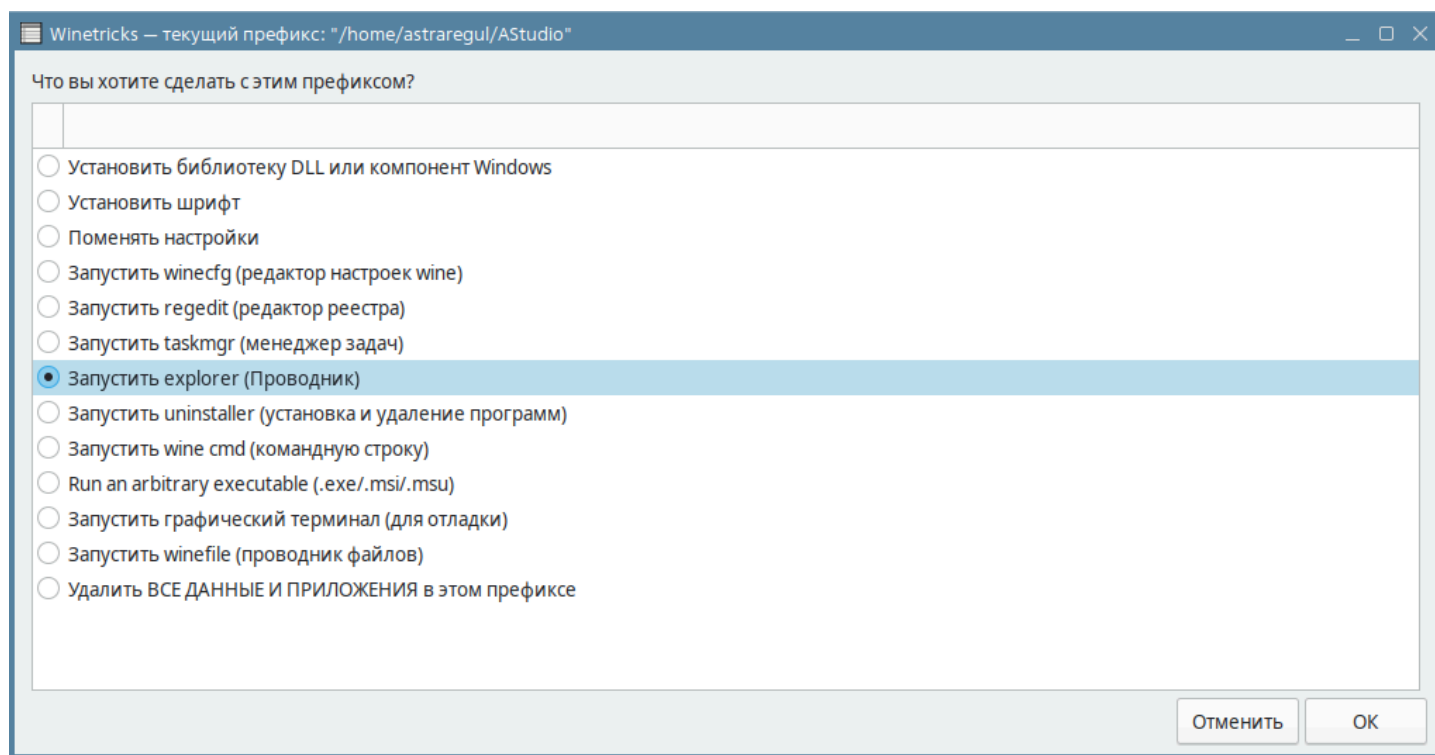 Winetricks — текущий префикс: "/home/astraregul/AStudio"
Что вы хотите сделать с этим префиксом?
Установить библиотеку DLL или компонент Windows
Установить шрифт
Поменять настройки
Запустить winecfg (редактор настроек wine)
Запустить regedit (редактор реестра)
Запустить taskmgr (менеджер задач)
Запустить explorer (Проводник)
Запустить uninstaller (установка и удаление программ)
Запустить wine cmd (командную строку)
Run an arbitrary executable (.exe/.msi/.msu)
Запустить графический терминал (для отладки)
Запустить winefile (проводник файлов)
Удалить ВСЕ ДАННЫЕ И ПРИЛОЖЕНИЯ в этом префиксе
Отменить ОК